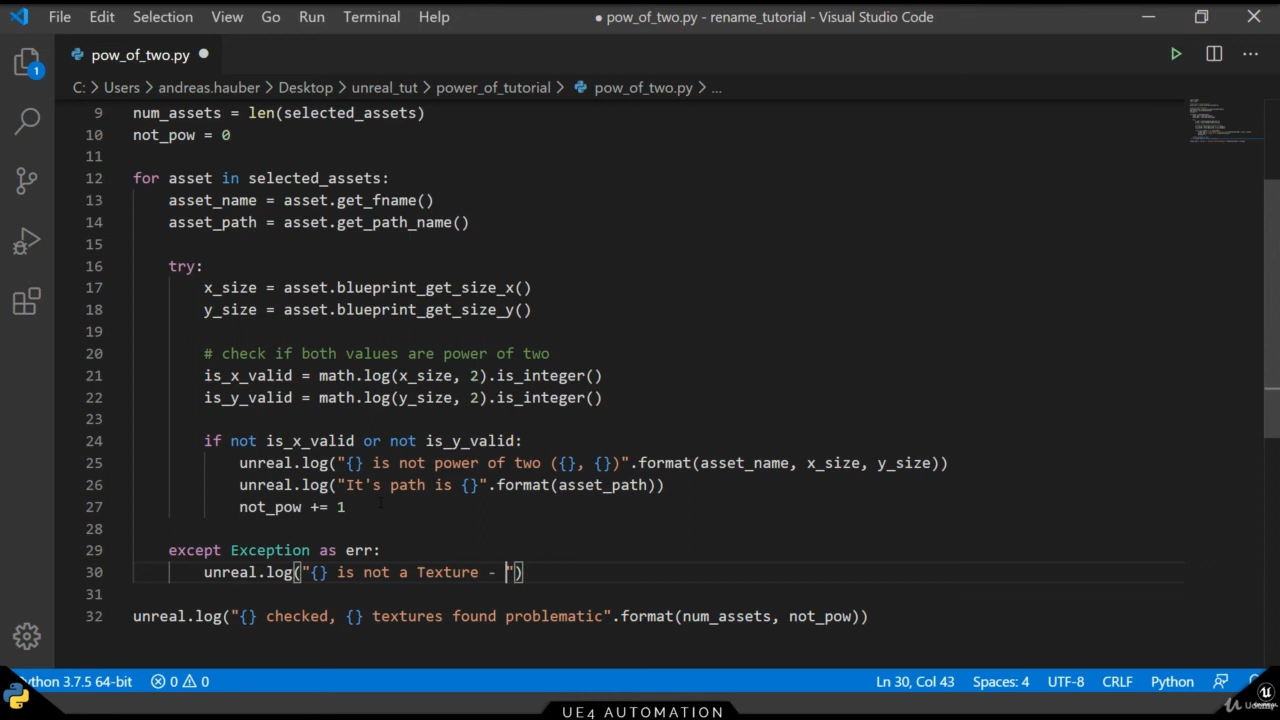 File Edit Selection View Go Run Terminal Help ● pow_of_two.py - rename_tutorial - Visual Studio Code
pow_of_two.py
1
C: > Users > andreas.hauber > Desktop > unreal_tut > power_of_tutorial > pow_of_two.py > ...
9 num_assets = len(selected_assets)
10 not_pow = 0
11
12 for asset in selected_assets:
13 asset_name = asset.get_fname()
14 asset_path = asset.get_path_name()
15
16 try:
17 x_size = asset.blueprint_get_size_x()
18 y_size = asset.blueprint_get_size_y()
19
20 # check if both values are power of two
21 is_x_valid = math.log(x_size, 2).is_integer()
22 is_y_valid = math.log(y_size, 2).is_integer()
23
24 if not is_x_valid or not is_y_valid:
25 unreal.log("{} is not power of two ({}, {})".format(asset_name, x_size, y_size))
26 unreal.log("It's path is {}".format(asset_path))
27 not_pow += 1
28
29 except Exception as err:
30 unreal.log("{} is not a Texture - ")
31
32 unreal.log("{} checked, {} textures found problematic".format(num_assets, not_pow))
ython 3.7.5 64-bit 0 0 Ln 30, Col 43 Spaces: 4 UTF-8 CRLF Python
UE4 AUTOMATION